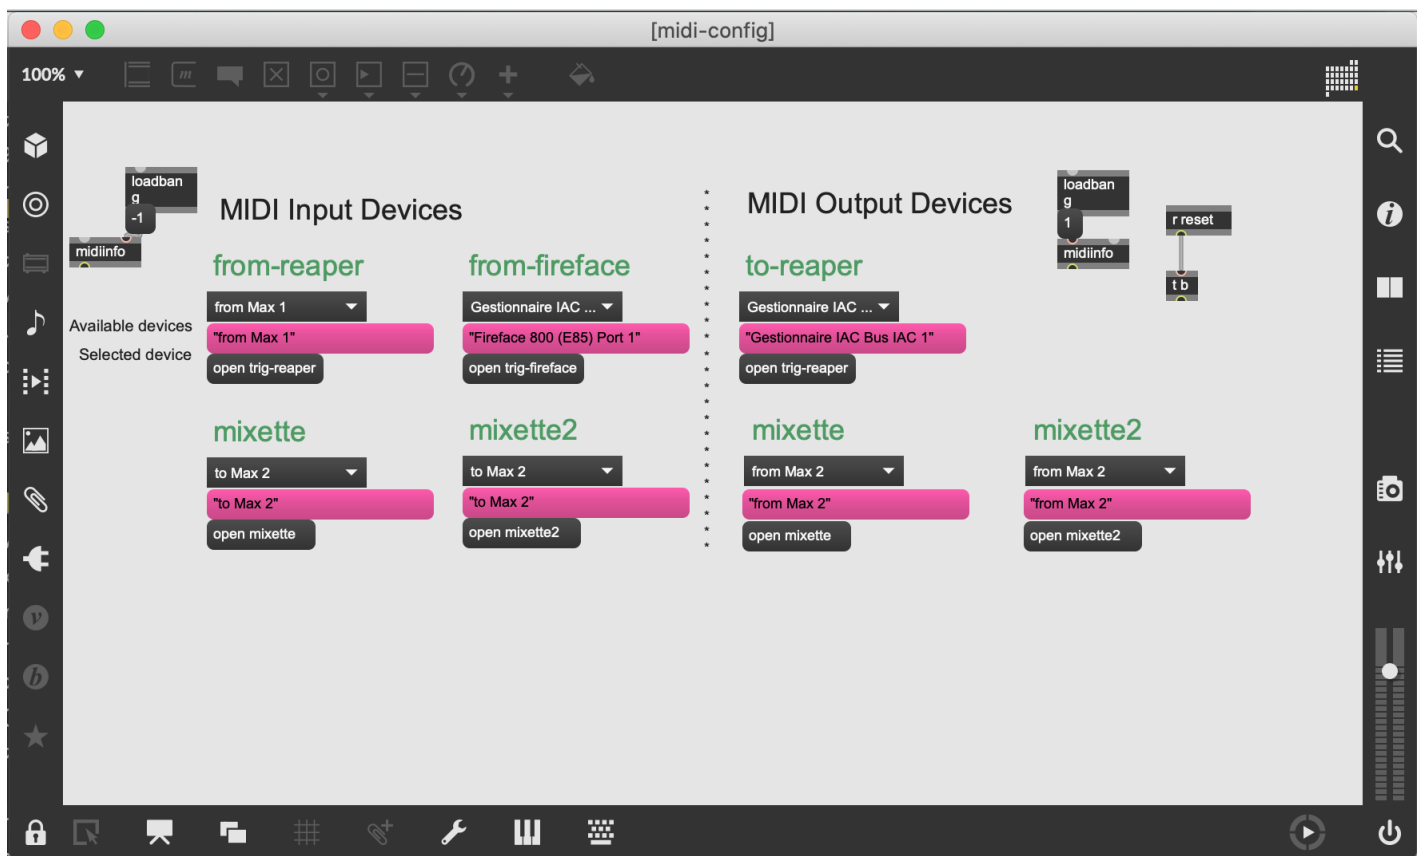 [midi-config]
100%
loadban
g
-1
midiinfo
MIDI Input Devices
from-reaper
from Max 1
"from Max 1"
open trig-reaper
from-fireface
Gestionnaire IAC ...
"Fireface 800 (E85) Port 1"
open trig-fireface
Available devices
Selected device
mixette
to Max 2
"to Max 2"
open mixette
mixette2
to Max 2
"to Max 2"
open mixette2
MIDI Output Devices
loadban
g
1
midiinfo
r reset
t b
to-reaper
Gestionnaire IAC ...
"Gestionnaire IAC Bus IAC 1"
open trig-reaper
mixette
from Max 2
"from Max 2"
open mixette
mixette2
from Max 2
"from Max 2"
open mixette2